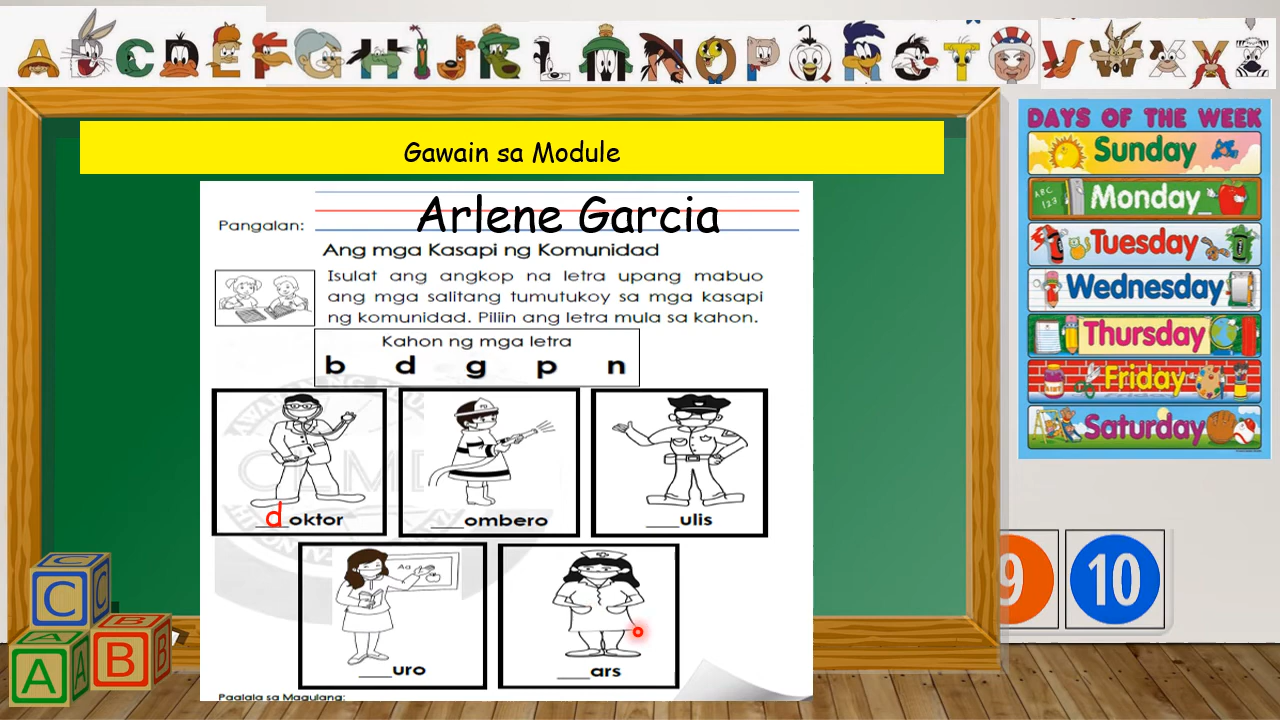 A B C D E F G H I J K L M N O P Q R S T U V W X Y Z
Gawain sa Module
Pangalan: Arlene Garcia
Ang mga Kasapi ng Komunidad
Isulat ang angkop na letra upang mabuo
ang mga salitang tumutukoy sa mga kasapi
ng komunidad. Piliin ang letra mula sa kahon.
Kahon ng mga letra
b d g p n
doktor
___ombero
___ulis
Aa
___uro
___ars
Paalala sa Magulang:
DAYS OF THE WEEK
Sunday
ABC
123
Monday
Tuesday
Wednesday
Thursday
Friday
Saturday
9
10
C
C
A
A
B
B
B